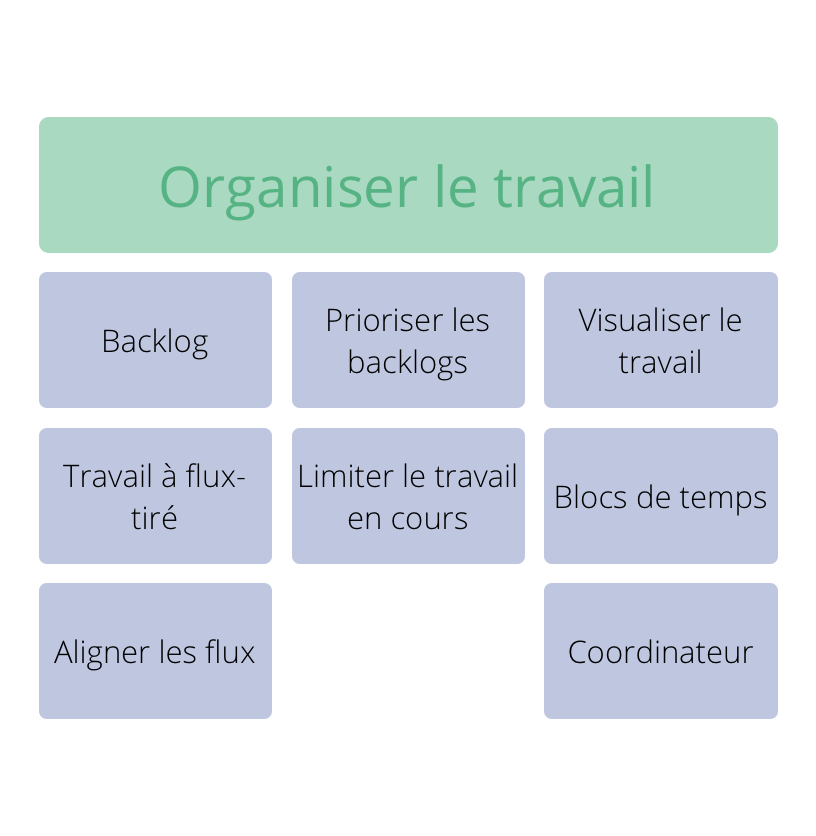 Organiser le travail
Backlog
Prioriser les
backlogs
Visualiser le
travail
Travail à flux-
tiré
Limiter le travail
en cours
Blocs de temps
Aligner les flux
Coordinateur